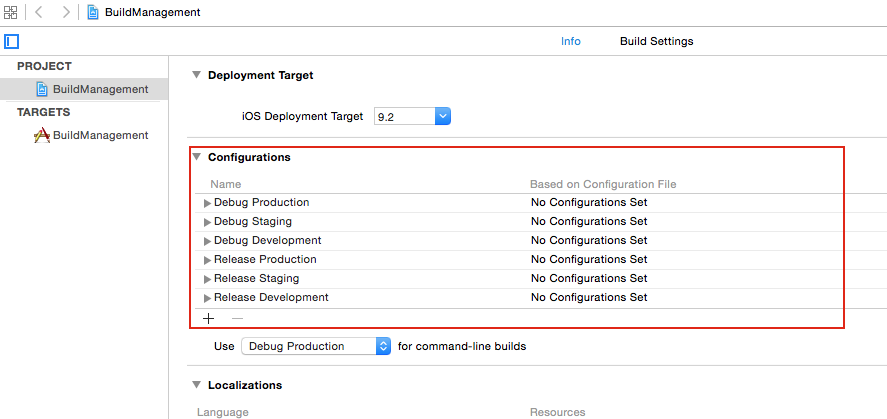 BuildManagement
Info Build Settings
PROJECT
BuildManagement
TARGETS
BuildManagement
Deployment Target
iOS Deployment Target 9.2
Configurations
Name Based on Configuration File
Debug Production No Configurations Set
Debug Staging No Configurations Set
Debug Development No Configurations Set
Release Production No Configurations Set
Release Staging No Configurations Set
Release Development No Configurations Set
Use Debug Production for command-line builds
Localizations
Language Resources